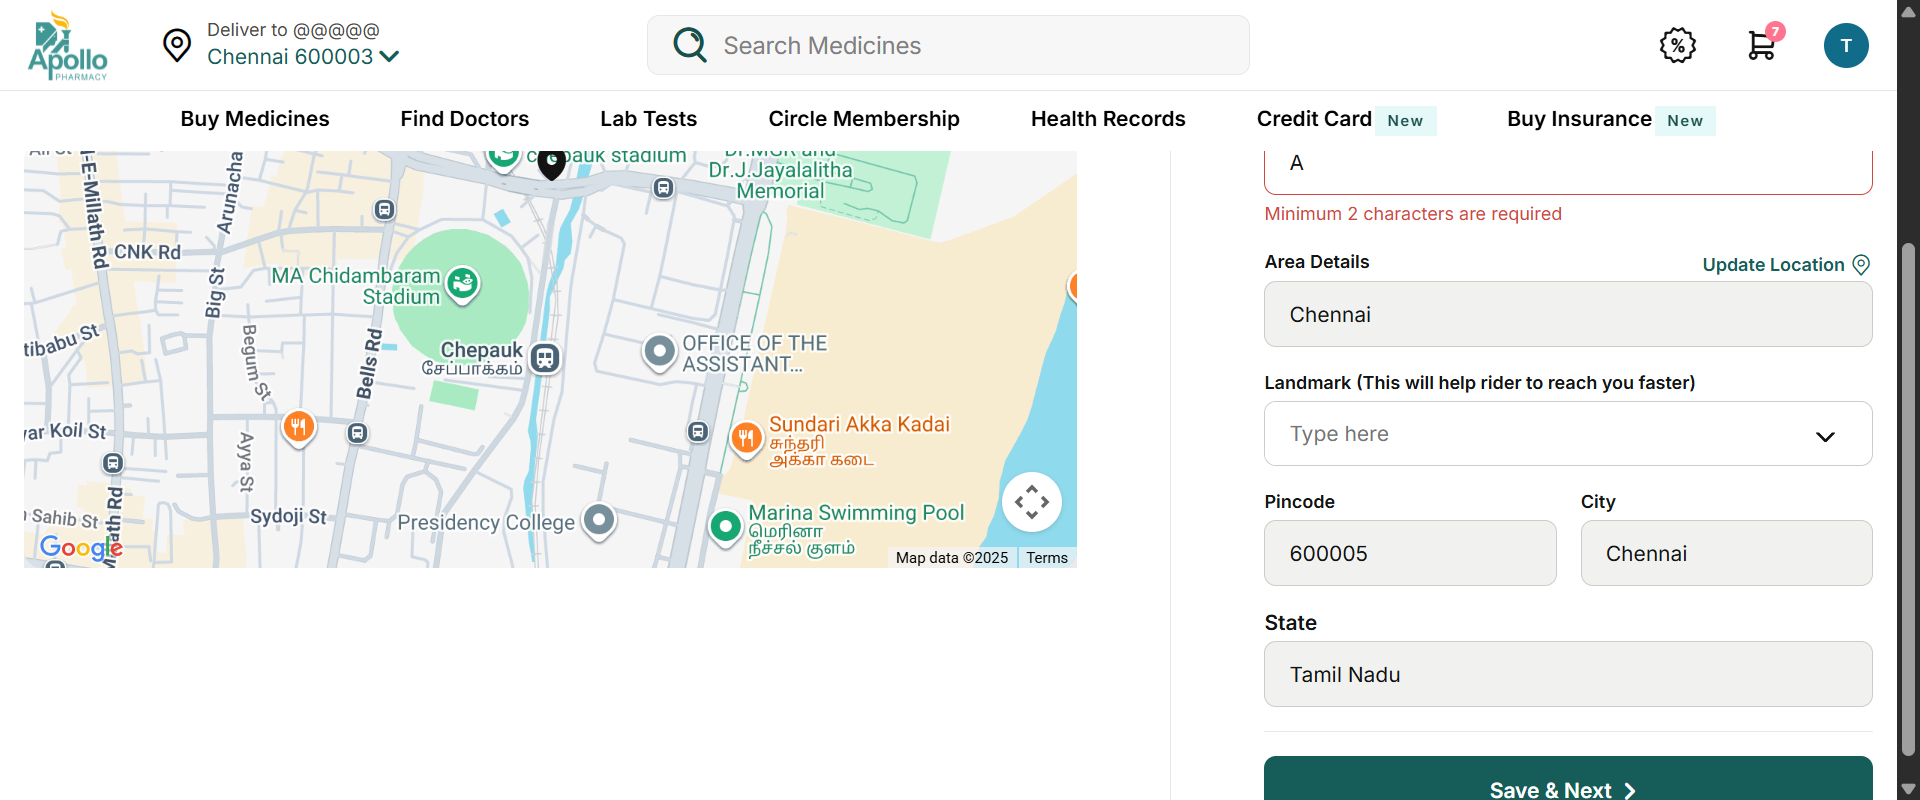 Apollo
PHARMACY
Deliver to @@@@@
Chennai 600003
Search Medicines
7
T
Buy Medicines
Find Doctors
Lab Tests
Circle Membership
Health Records
Credit Card New
Buy Insurance New
chepauk stadium
Dr.MGR and
Dr.J.Jayalalitha
Memorial
Arunacha
CNK Rd
Big St
MA Chidambaram
Stadium
Begum St
Bells Rd
Chepauk
சேப்பாக்கம்
OFFICE OF THE
ASSISTANT...
tibabu St
Sundari Akka Kadai
சுந்தரி
அக்கா கடை
Koil St
Ayya St
Sydoji St
Sahib St
Presidency College
Marina Swimming Pool
மெரினா
நீச்சல் குளம்
Google
Map data ©2025
Terms
A
Minimum 2 characters are required
Area Details
Update Location
Chennai
Landmark (This will help rider to reach you faster)
Type here
Pincode
City
600005
Chennai
State
Tamil Nadu
Save & Next